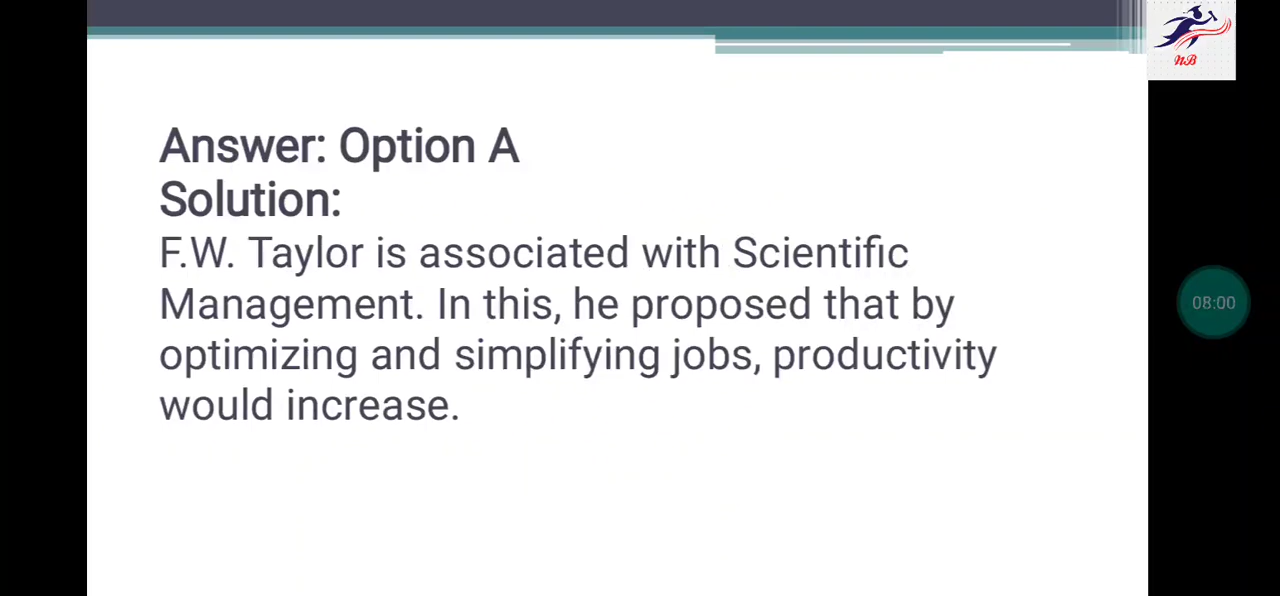 NB
Answer: Option A
Solution:
F.W. Taylor is associated with Scientific
Management. In this, he proposed that by
optimizing and simplifying jobs, productivity
would increase.
08:00